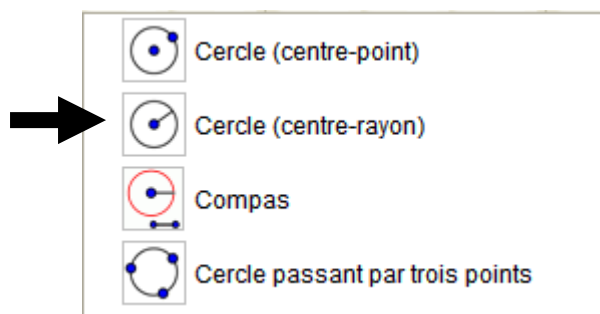 Cercle (centre-point)
Cercle (centre-rayon)
Compas
Cercle passant par trois points